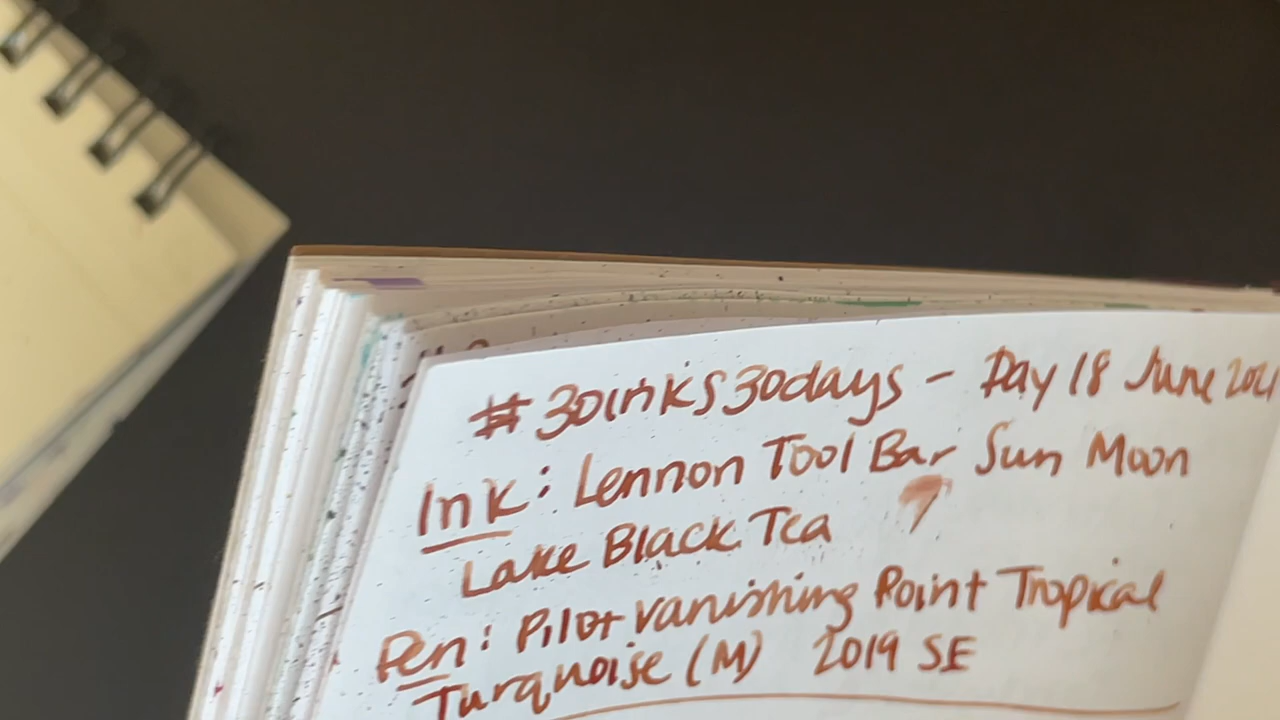 #30inks30days - Day 18 June 2021
Ink: Lennon Tool Bar Sun Moon
Lake Black Tea
Pen: Pilot Vanishing Point Tropical
Turquoise (M) 2019 SE